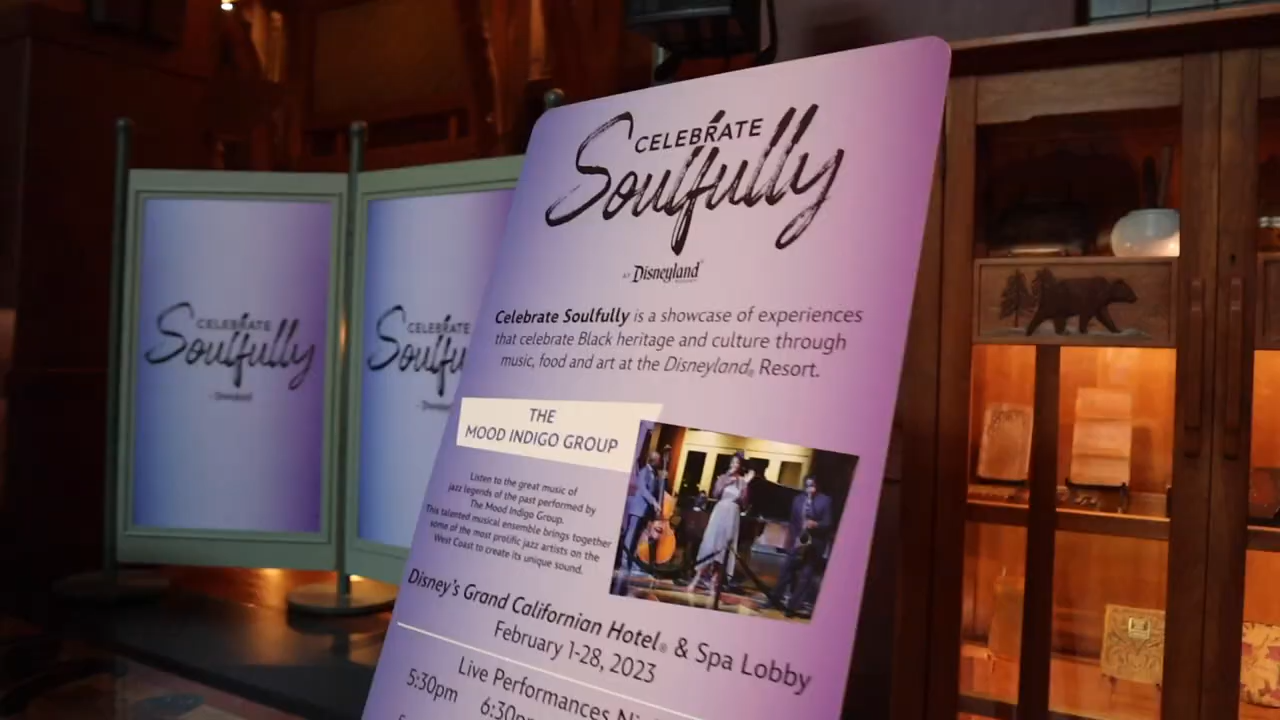 CELEBRATE
Soulfully
AT Disneyland
Celebrate Soulfully is a showcase of experiences
that celebrate Black heritage and culture through
music, food and art at the Disneyland® Resort.
THE
MOOD INDIGO GROUP
Listen to the great music of
jazz legends of the past performed by
The Mood Indigo Group.
This talented musical ensemble brings together
some of the most prolific jazz artists on the
West Coast to create its unique sound.
Disney's Grand Californian Hotel® & Spa Lobby
February 1-28, 2023
Live Performances
5:30pm 6:30pm
CELEBRATE
Soulfully
Disneyland
CELEBRATE
Soulfu